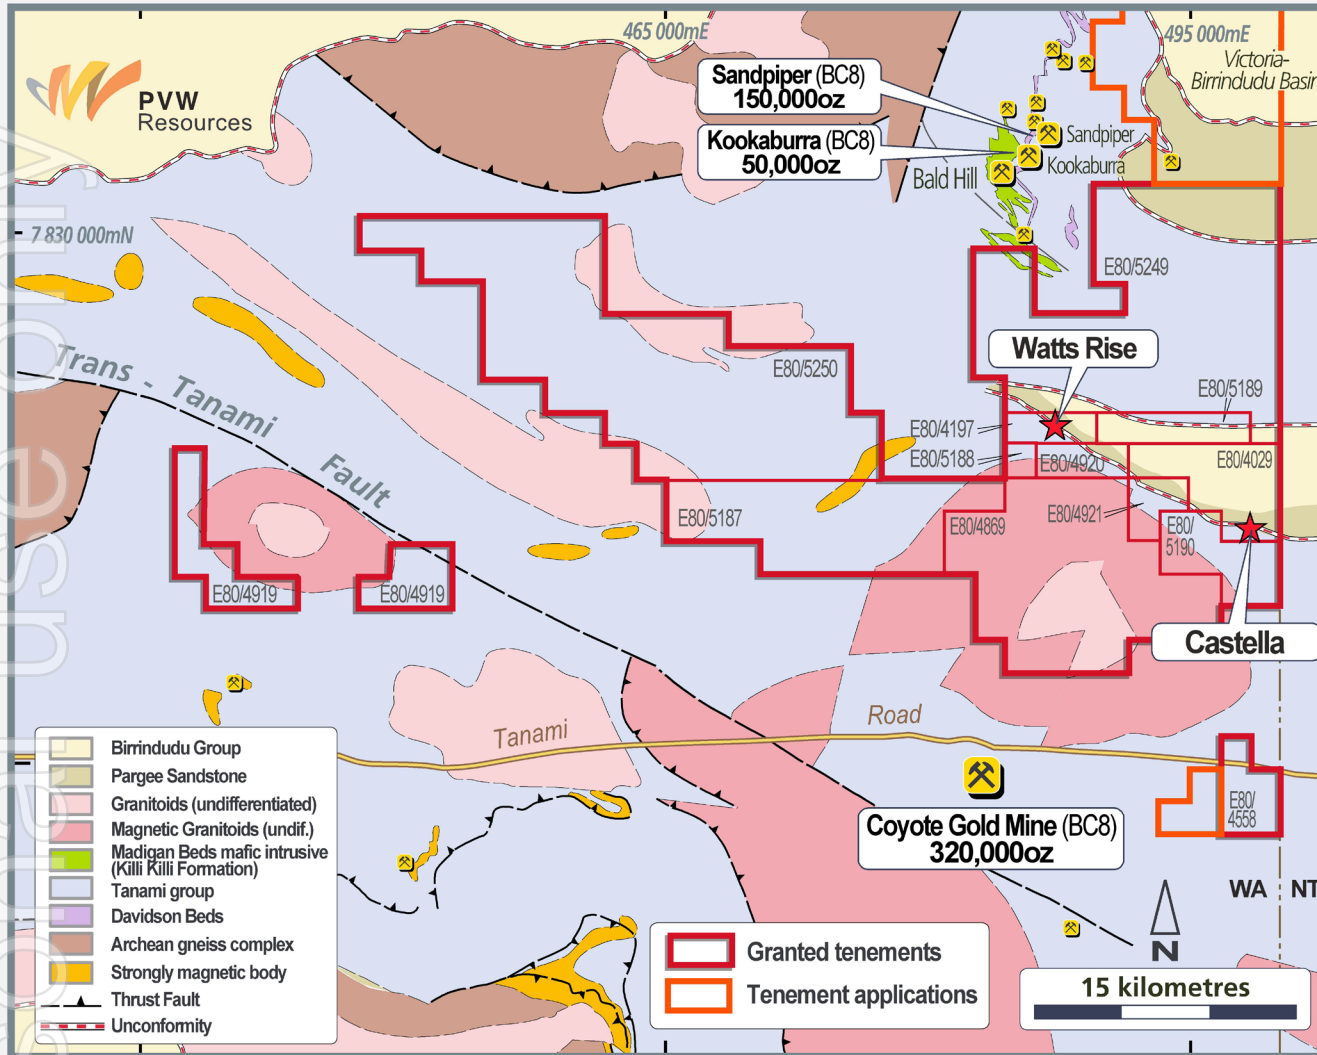 465 000mE
495 000mE
Victoria-
Birrindudu Basin
PVW
Resources
Sandpiper (BC8)
150,000oz
Kookaburra (BC8)
50,000oz
Sandpiper
Kookaburra
Bald Hill
7 830 000mN
E80/5249
Watts Rise
Trans - Tanami
Fault
E80/5250
E80/5189
E80/4197
E80/5188
E80/4920
E80/4029
E80/5187
E80/4869
E80/4921
E80/
5190
E80/4919
E80/4919
Castella
Tanami
Road
Coyote Gold Mine (BC8)
320,000oz
E80/
4558
WA
NT
N
15 kilometres
Birrindudu Group
Pargee Sandstone
Granitoids (undifferentiated)
Magnetic Granitoids (undif.)
Madigan Beds mafic intrusive
(Killi Killi Formation)
Tanami group
Davidson Beds
Archean gneiss complex
Strongly magnetic body
Thrust Fault
Unconformity
Granted tenements
Tenement applications
onal use only